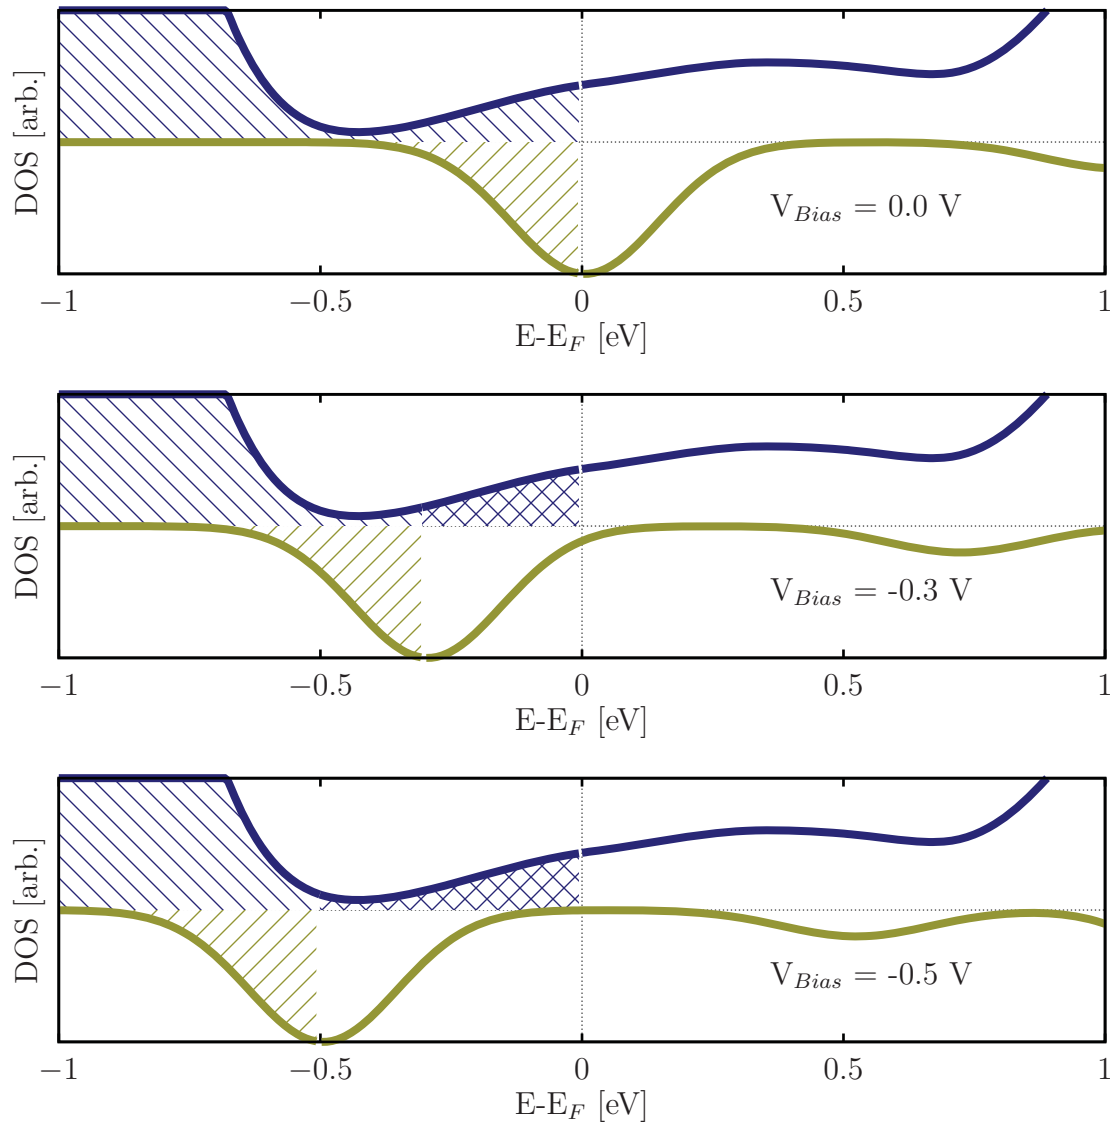 DOS [arb.]
V_Bias = 0.0 V
−1 −0.5 0 0.5 1
E-E_F [eV]
DOS [arb.]
V_Bias = -0.3 V
−1 −0.5 0 0.5 1
E-E_F [eV]
DOS [arb.]
V_Bias = -0.5 V
−1 −0.5 0 0.5 1
E-E_F [eV]